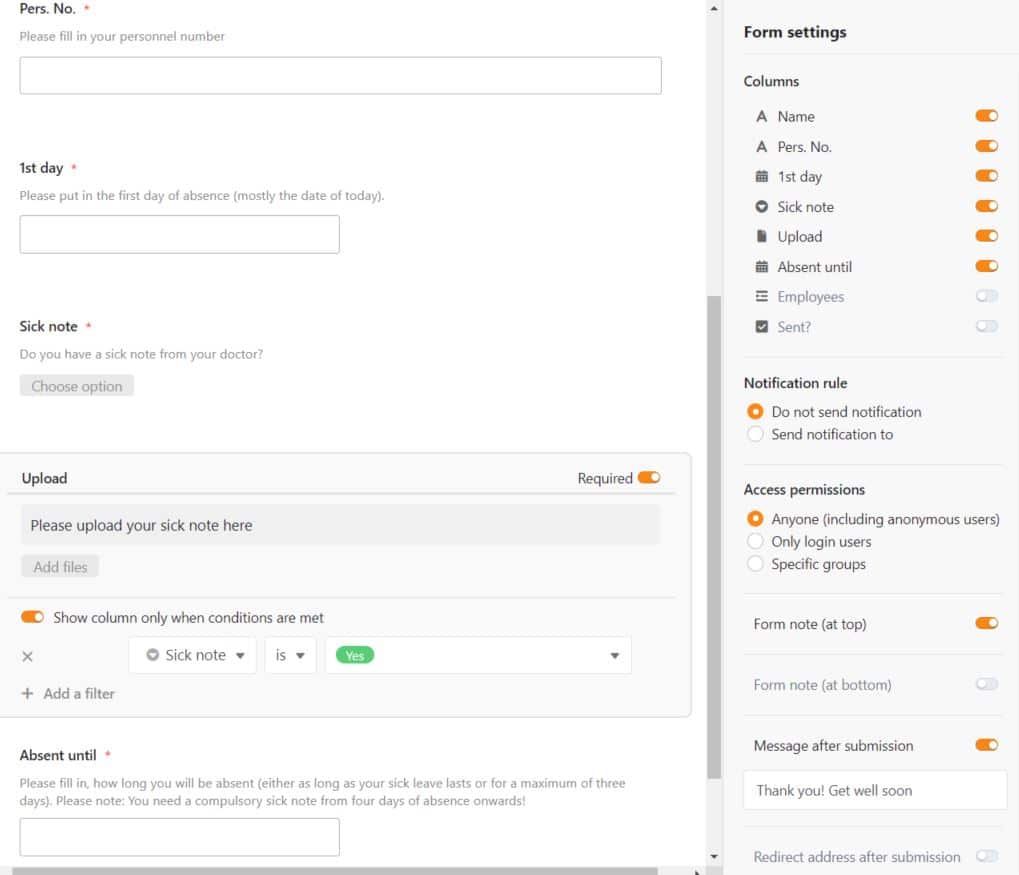 Pers. No. *
Please fill in your personnel number
1st day *
Please put in the first day of absence (mostly the date of today).
Sick note *
Do you have a sick note from your doctor?
Choose option
Upload
Required
Please upload your sick note here
Add files
Show column only when conditions are met
Sick note
is
Yes
Add a filter
Absent until *
Please fill in, how long you will be absent (either as long as your sick leave lasts or for a maximum of three
days). Please note: You need a compulsory sick note from four days of absence onwards!
Form settings
Columns
Name
Pers. No.
1st day
Sick note
Upload
Absent until
Employees
Sent?
Notification rule
Do not send notification
Send notification to
Access permissions
Anyone (including anonymous users)
Only login users
Specific groups
Form note (at top)
Form note (at bottom)
Message after submission
Thank you! Get well soon
Redirect address after submission